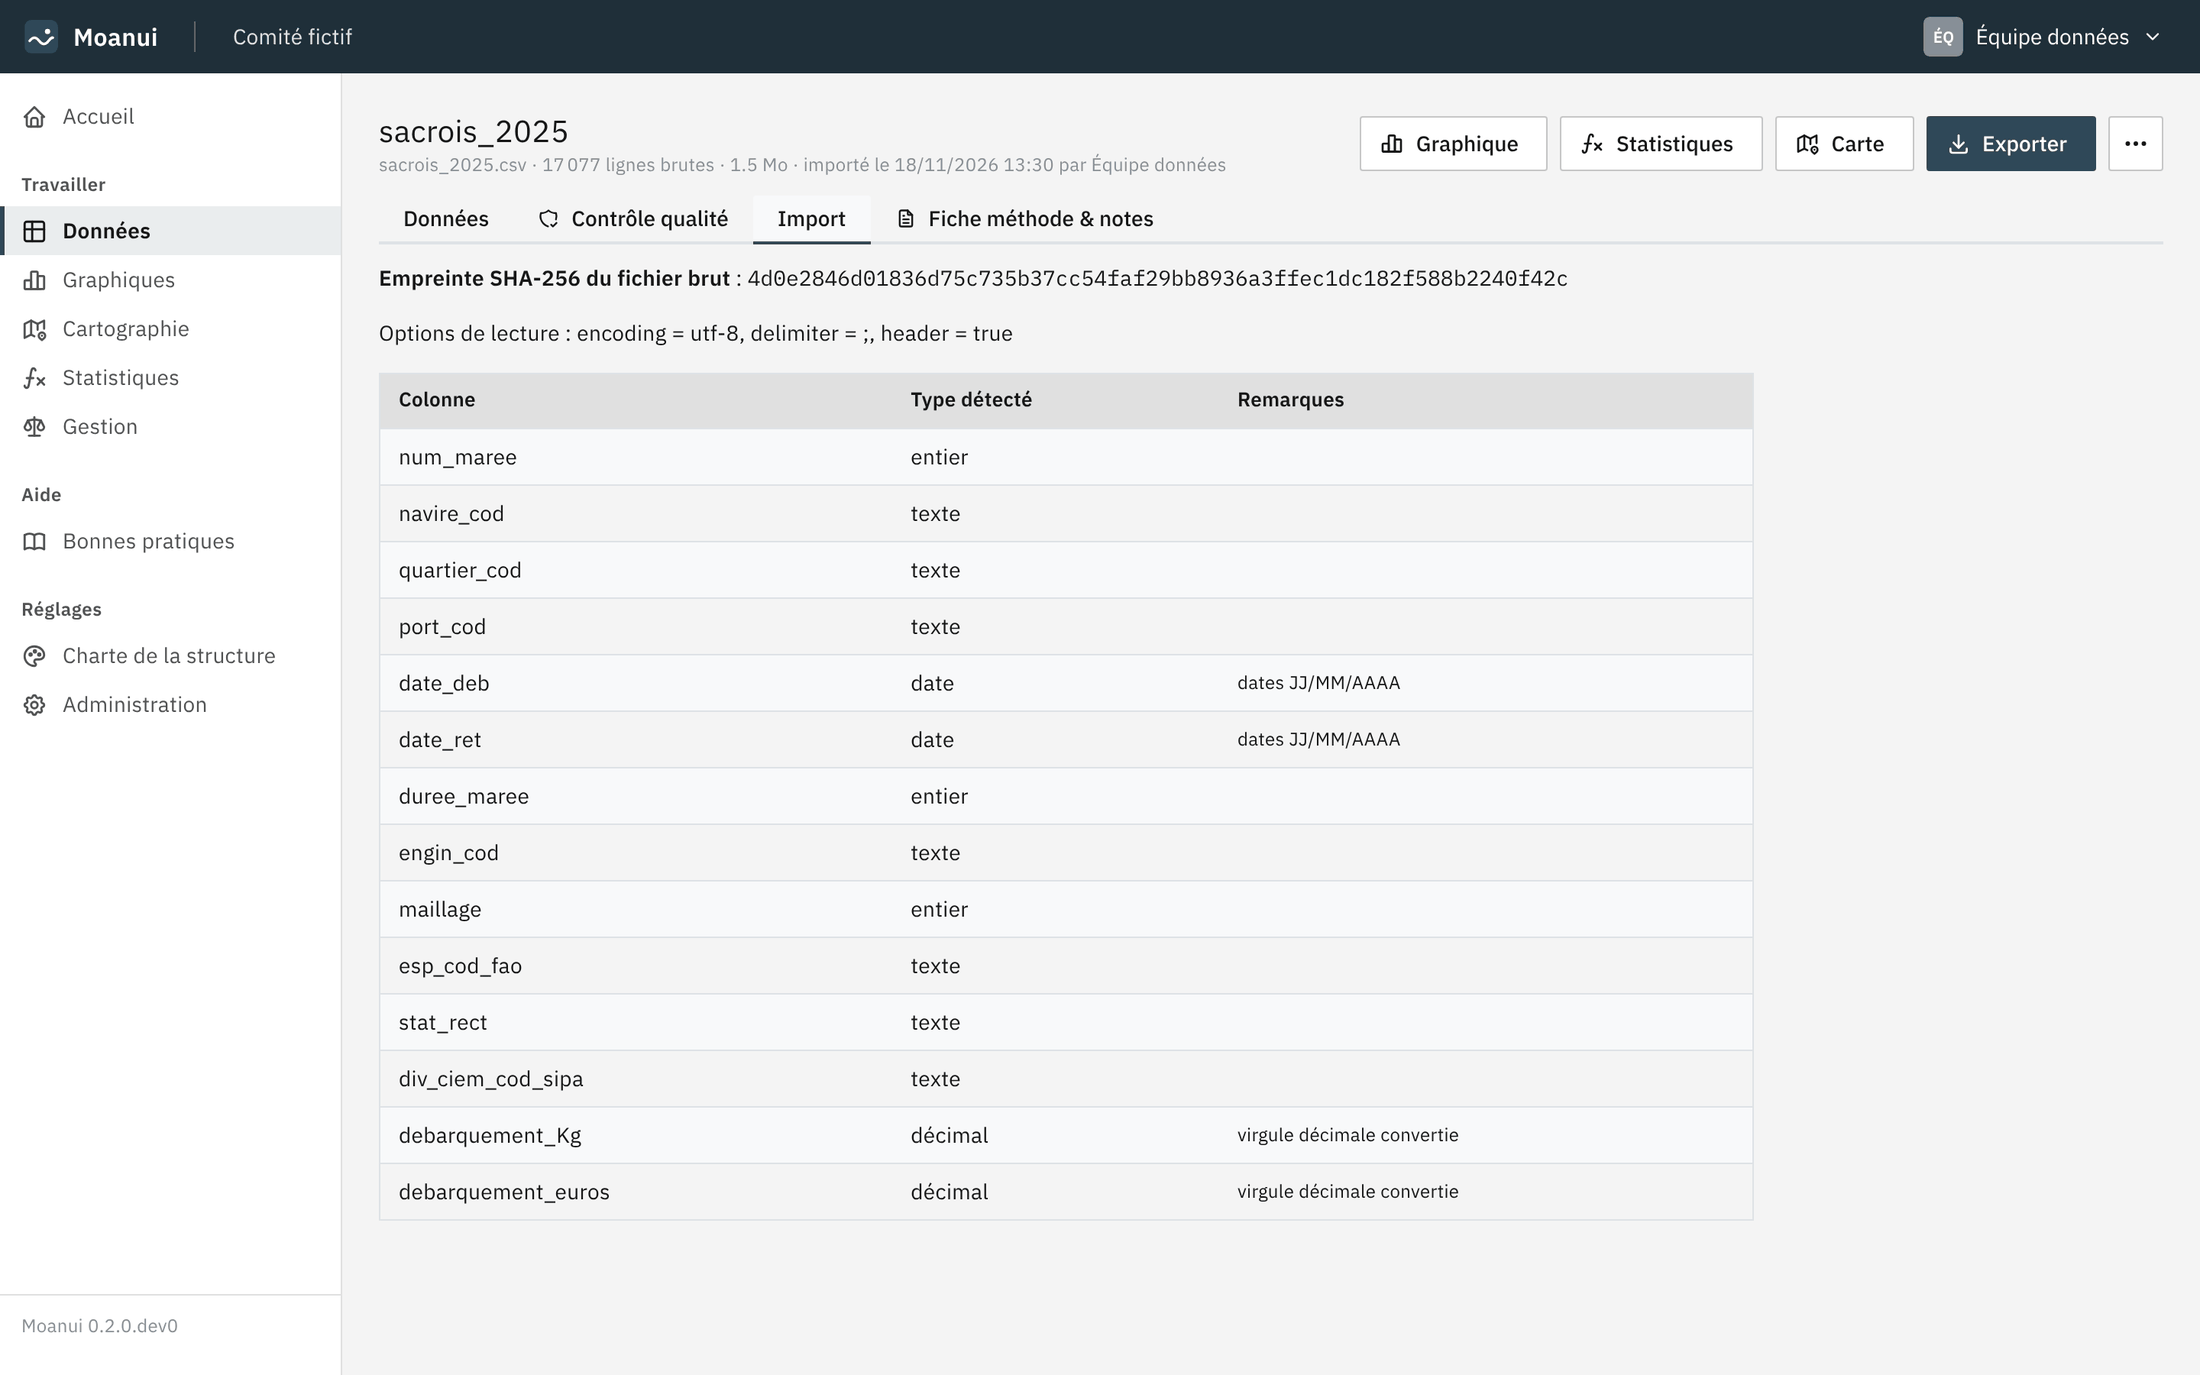 Moanui
Comité fictif
ÉQ Équipe données
Accueil
Travailler
Données
Graphiques
Cartographie
Statistiques
Gestion
Aide
Bonnes pratiques
Réglages
Charte de la structure
Administration
Moanui 0.2.0.dev0
sacrois_2025
sacrois_2025.csv · 17 077 lignes brutes · 1.5 Mo · importé le 18/11/2026 13:30 par Équipe données
Graphique
Statistiques
Carte
Exporter
Données Contrôle qualité Import Fiche méthode & notes
Empreinte SHA-256 du fichier brut : 4d0e2846d01836d75c735b37cc54faf29bb8936a3ffec1dc182f588b2240f42c
Options de lecture : encoding = utf-8, delimiter = ;, header = true
Colonne Type détecté Remarques
num_maree entier
navire_cod texte
quartier_cod texte
port_cod texte
date_deb date dates JJ/MM/AAAA
date_ret date dates JJ/MM/AAAA
duree_maree entier
engin_cod texte
maillage entier
esp_cod_fao texte
stat_rect texte
div_ciem_cod_sipa texte
debarquement_Kg décimal virgule décimale convertie
debarquement_euros décimal virgule décimale convertie